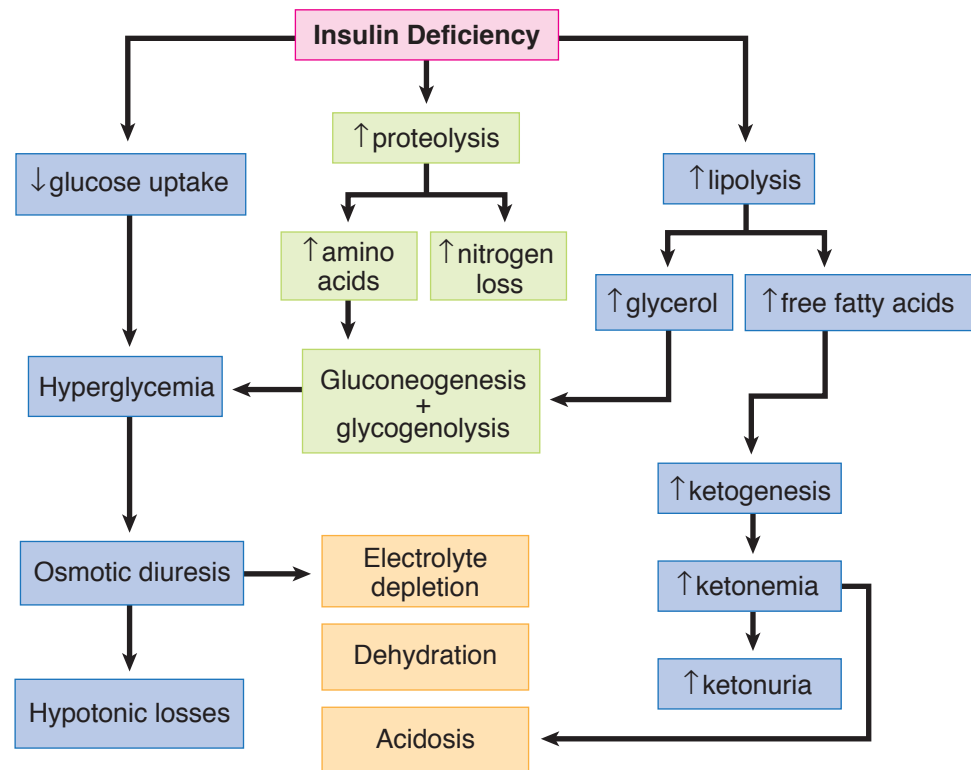 Insulin Deficiency
↑proteolysis
↓glucose uptake
↑lipolysis
↑amino
acids
↑nitrogen
loss
↑glycerol
↑free fatty acids
Hyperglycemia
Gluconeogenesis
+
glycogenolysis
↑ketogenesis
Osmotic diuresis
Electrolyte
depletion
↑ketonemia
Dehydration
↑ketonuria
Hypotonic losses
Acidosis